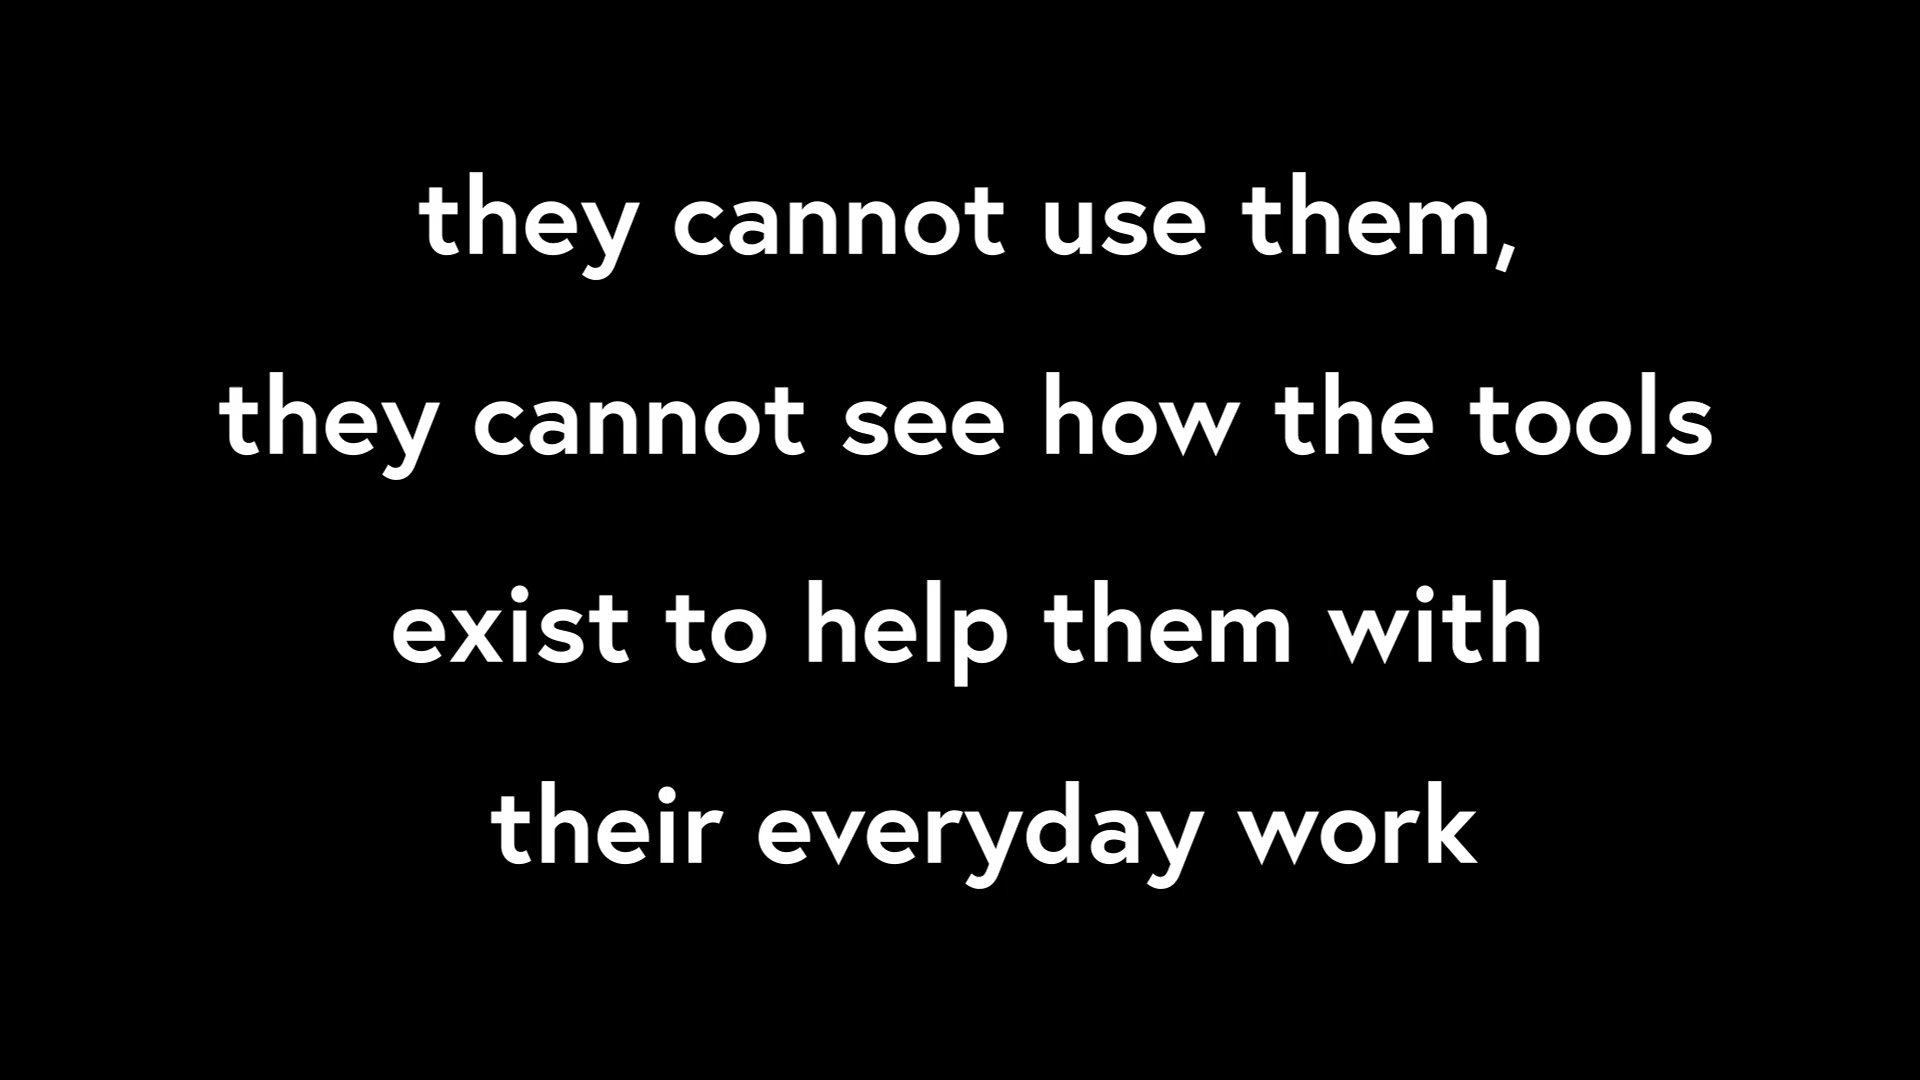 they cannot use them,
they cannot see how the tools
exist to help them with
their everyday work